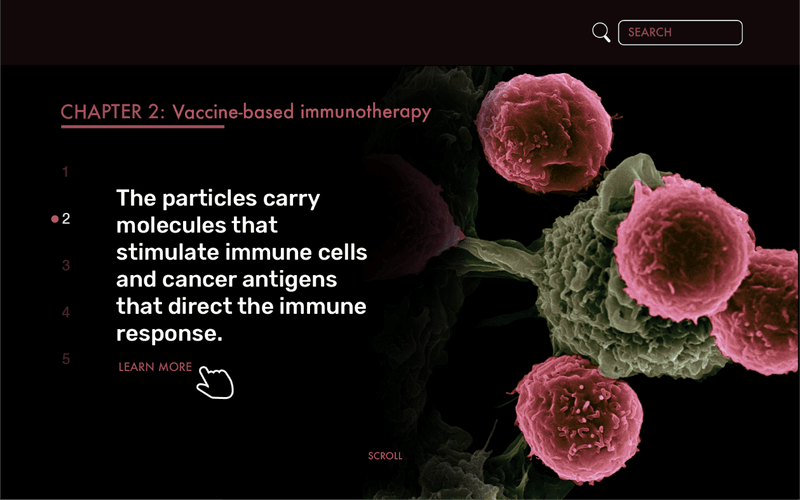 SEARCH
CHAPTER 2: Vaccine-based immunotherapy
1
2
3
4
5
The particles carry
molecules that
stimulate immune cells
and cancer antigens
that direct the immune
response.
LEARN MORE
SCROLL